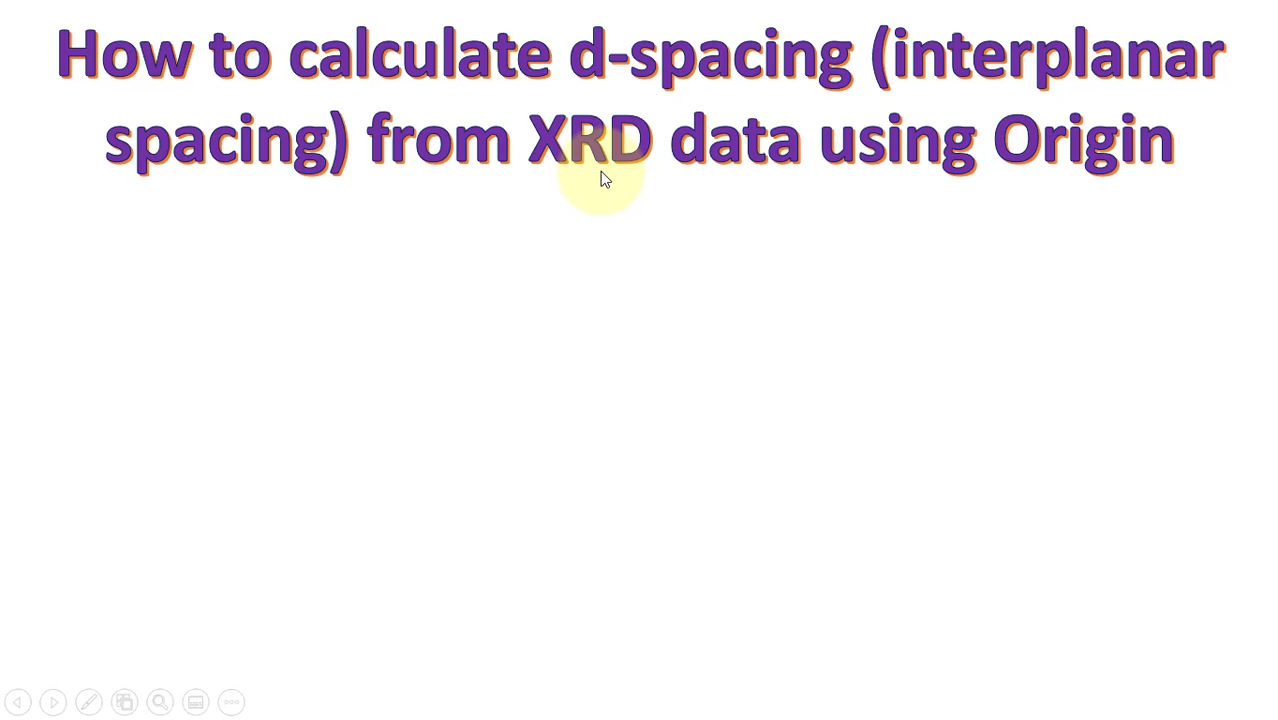 How to calculate d-spacing (interplanar
spacing) from XRD data using Origin